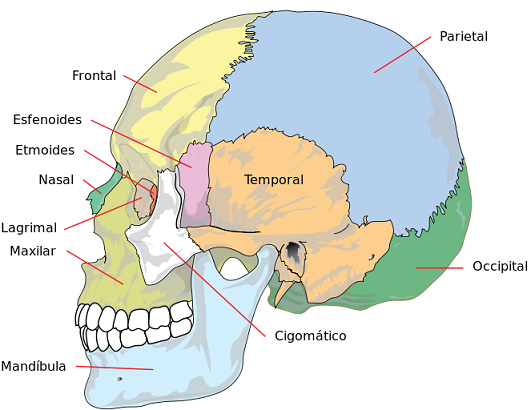 Parietal
Frontal
Esfenoides
Etmoides
Nasal
Temporal
Lagrimal
Maxilar
Occipital
Cigomático
Mandíbula